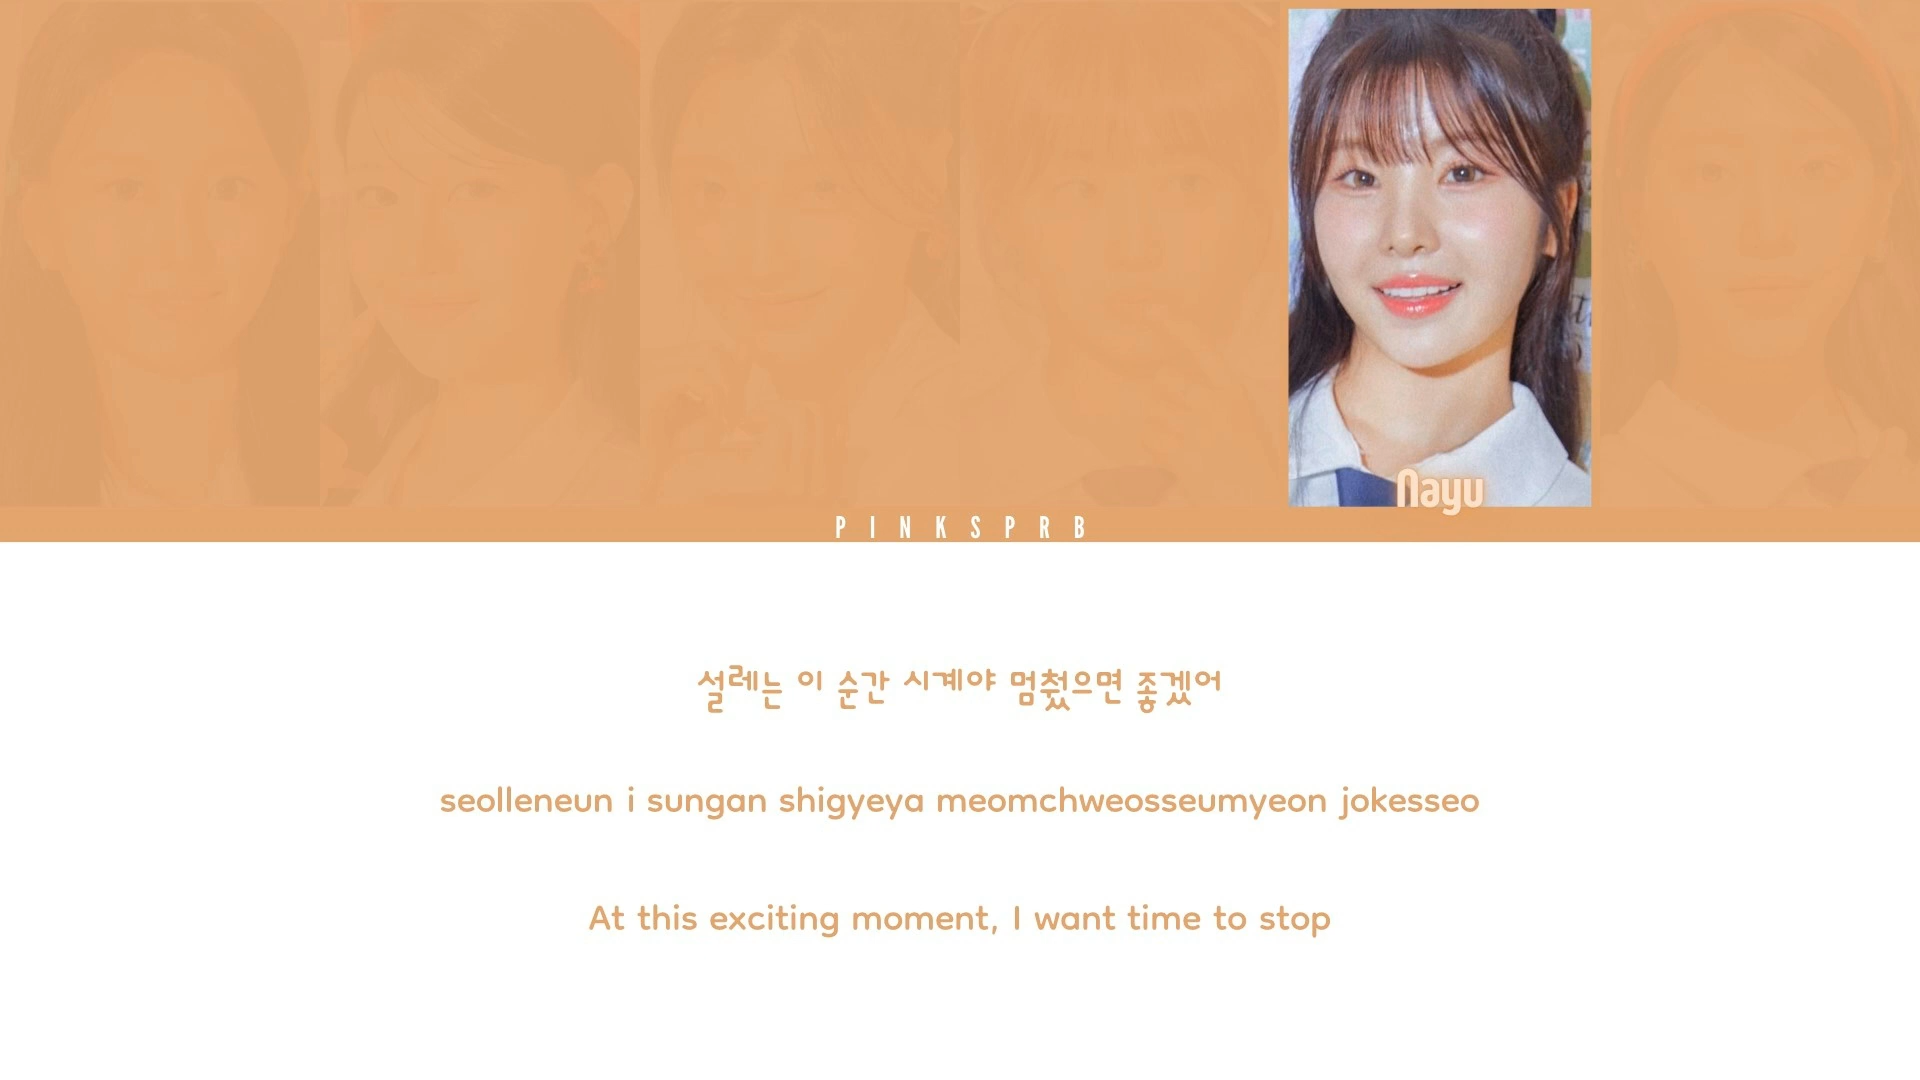 Nayu
PINKSPRB
설레는 이 순간 시계야 멈췄으면 좋겠어
seolleneun i sungan shigyeya meomchweosseumyeon jokesseo
At this exciting moment, I want time to stop